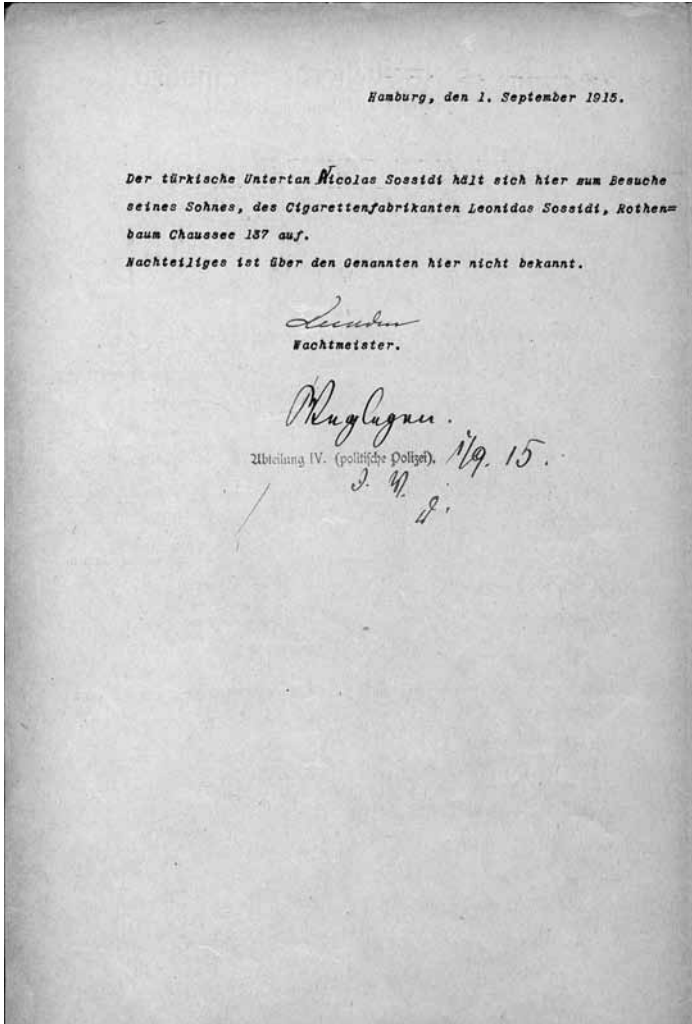 Hamburg, den 1. September 1915.
Der türkische Untertan Nicolas Sossidi hält sich hier zum Besuche
seines Sohnes, des Cigarettenfabrikanten Leonidas Sossidi, Rothen=
baum Chaussee 137 auf.
Nachteiliges ist über den Genannten hier nicht bekannt.
Wachtmeister.
Weglegen.
Abteilung IV. (politische Polizei). 1/9. 15.